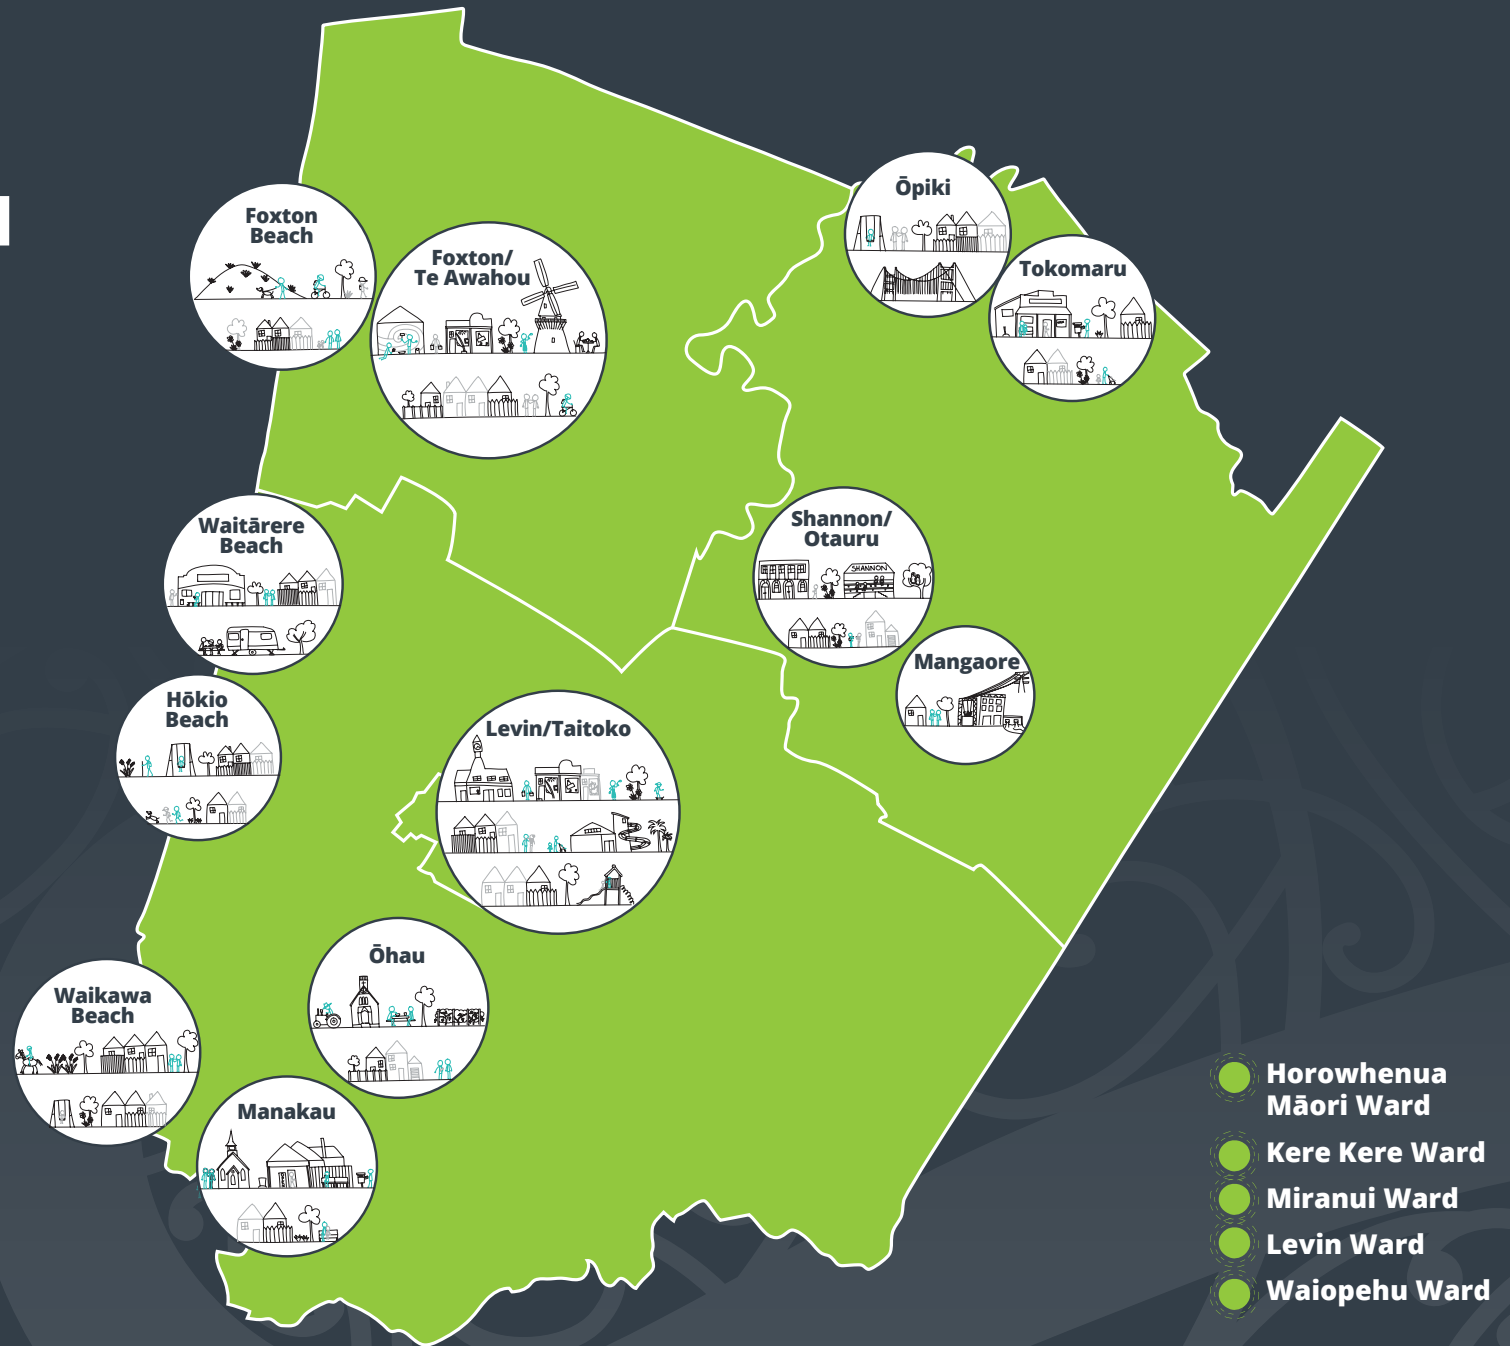 Foxton
Beach
Foxton/
Te Awahou
Ōpiki
Tokomaru
Waitārere
Beach
Shannon/
Otauru
SHANNON
Mangaore
Hōkio
Beach
Levin/Taitoko
Ōhau
Waikawa
Beach
Manakau
Horowhenua
Māori Ward
Kere Kere Ward
Miranui Ward
Levin Ward
Waiopehu Ward